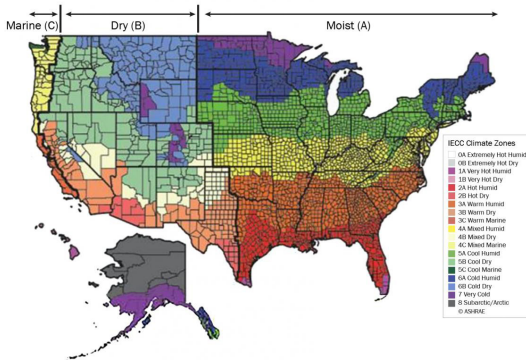 Marine (C) Dry (B) Moist (A)
IECC Climate Zones
0A Extremely Hot Humid
0B Extremely Hot Dry
1A Very Hot Humid
1B Very Hot Dry
2A Hot Humid
2B Hot Dry
3A Warm Humid
3B Warm Dry
3C Warm Marine
4A Mixed Humid
4B Mixed Dry
4C Mixed Marine
5A Cool Humid
5B Cool Dry
5C Cool Marine
6A Cold Humid
6B Cold Dry
7 Very Cold
8 Subarctic/Arctic
© ASHRAE